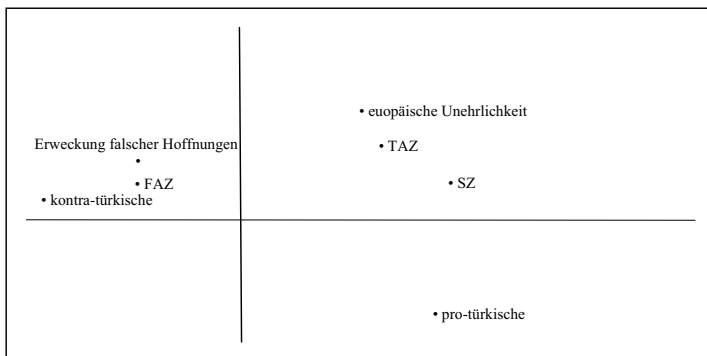 • euopäische Unehrlichkeit
Erweckung falscher Hoffnungen
•
• TAZ
• FAZ
• SZ
• kontra-türkische
• pro-türkische